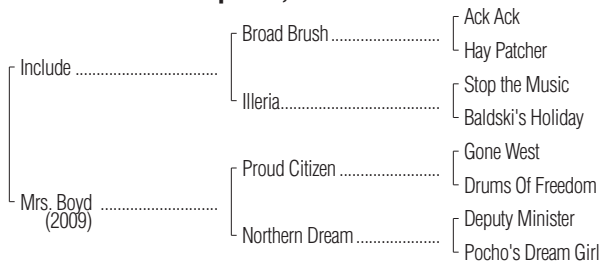 Ack Ack
Broad Brush
Hay Patcher
Include
Stop the Music
Illeria
Baldski's Holiday
Gone West
Proud Citizen
Drums Of Freedom
Mrs. Boyd
(2009)
Deputy Minister
Northern Dream
Pocho's Dream Girl